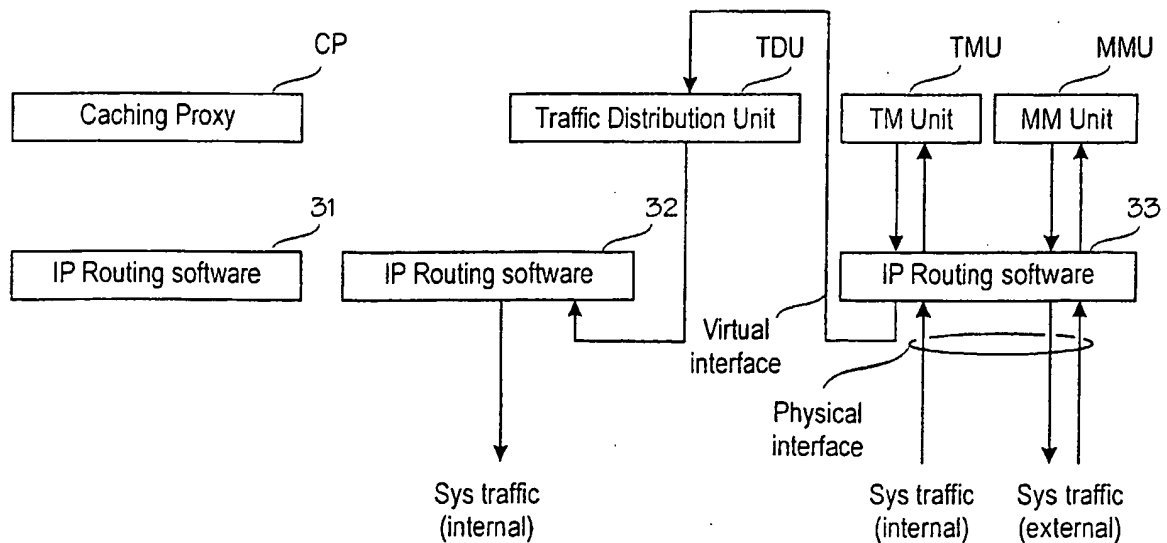 CP
TDU
TMU
MMU
Caching Proxy
Traffic Distribution Unit
TM Unit
MM Unit
31
32
33
IP Routing software
IP Routing software
IP Routing software
Virtual
interface
Physical
interface
Sys traffic
(internal)
Sys traffic
(internal)
Sys traffic
(external)